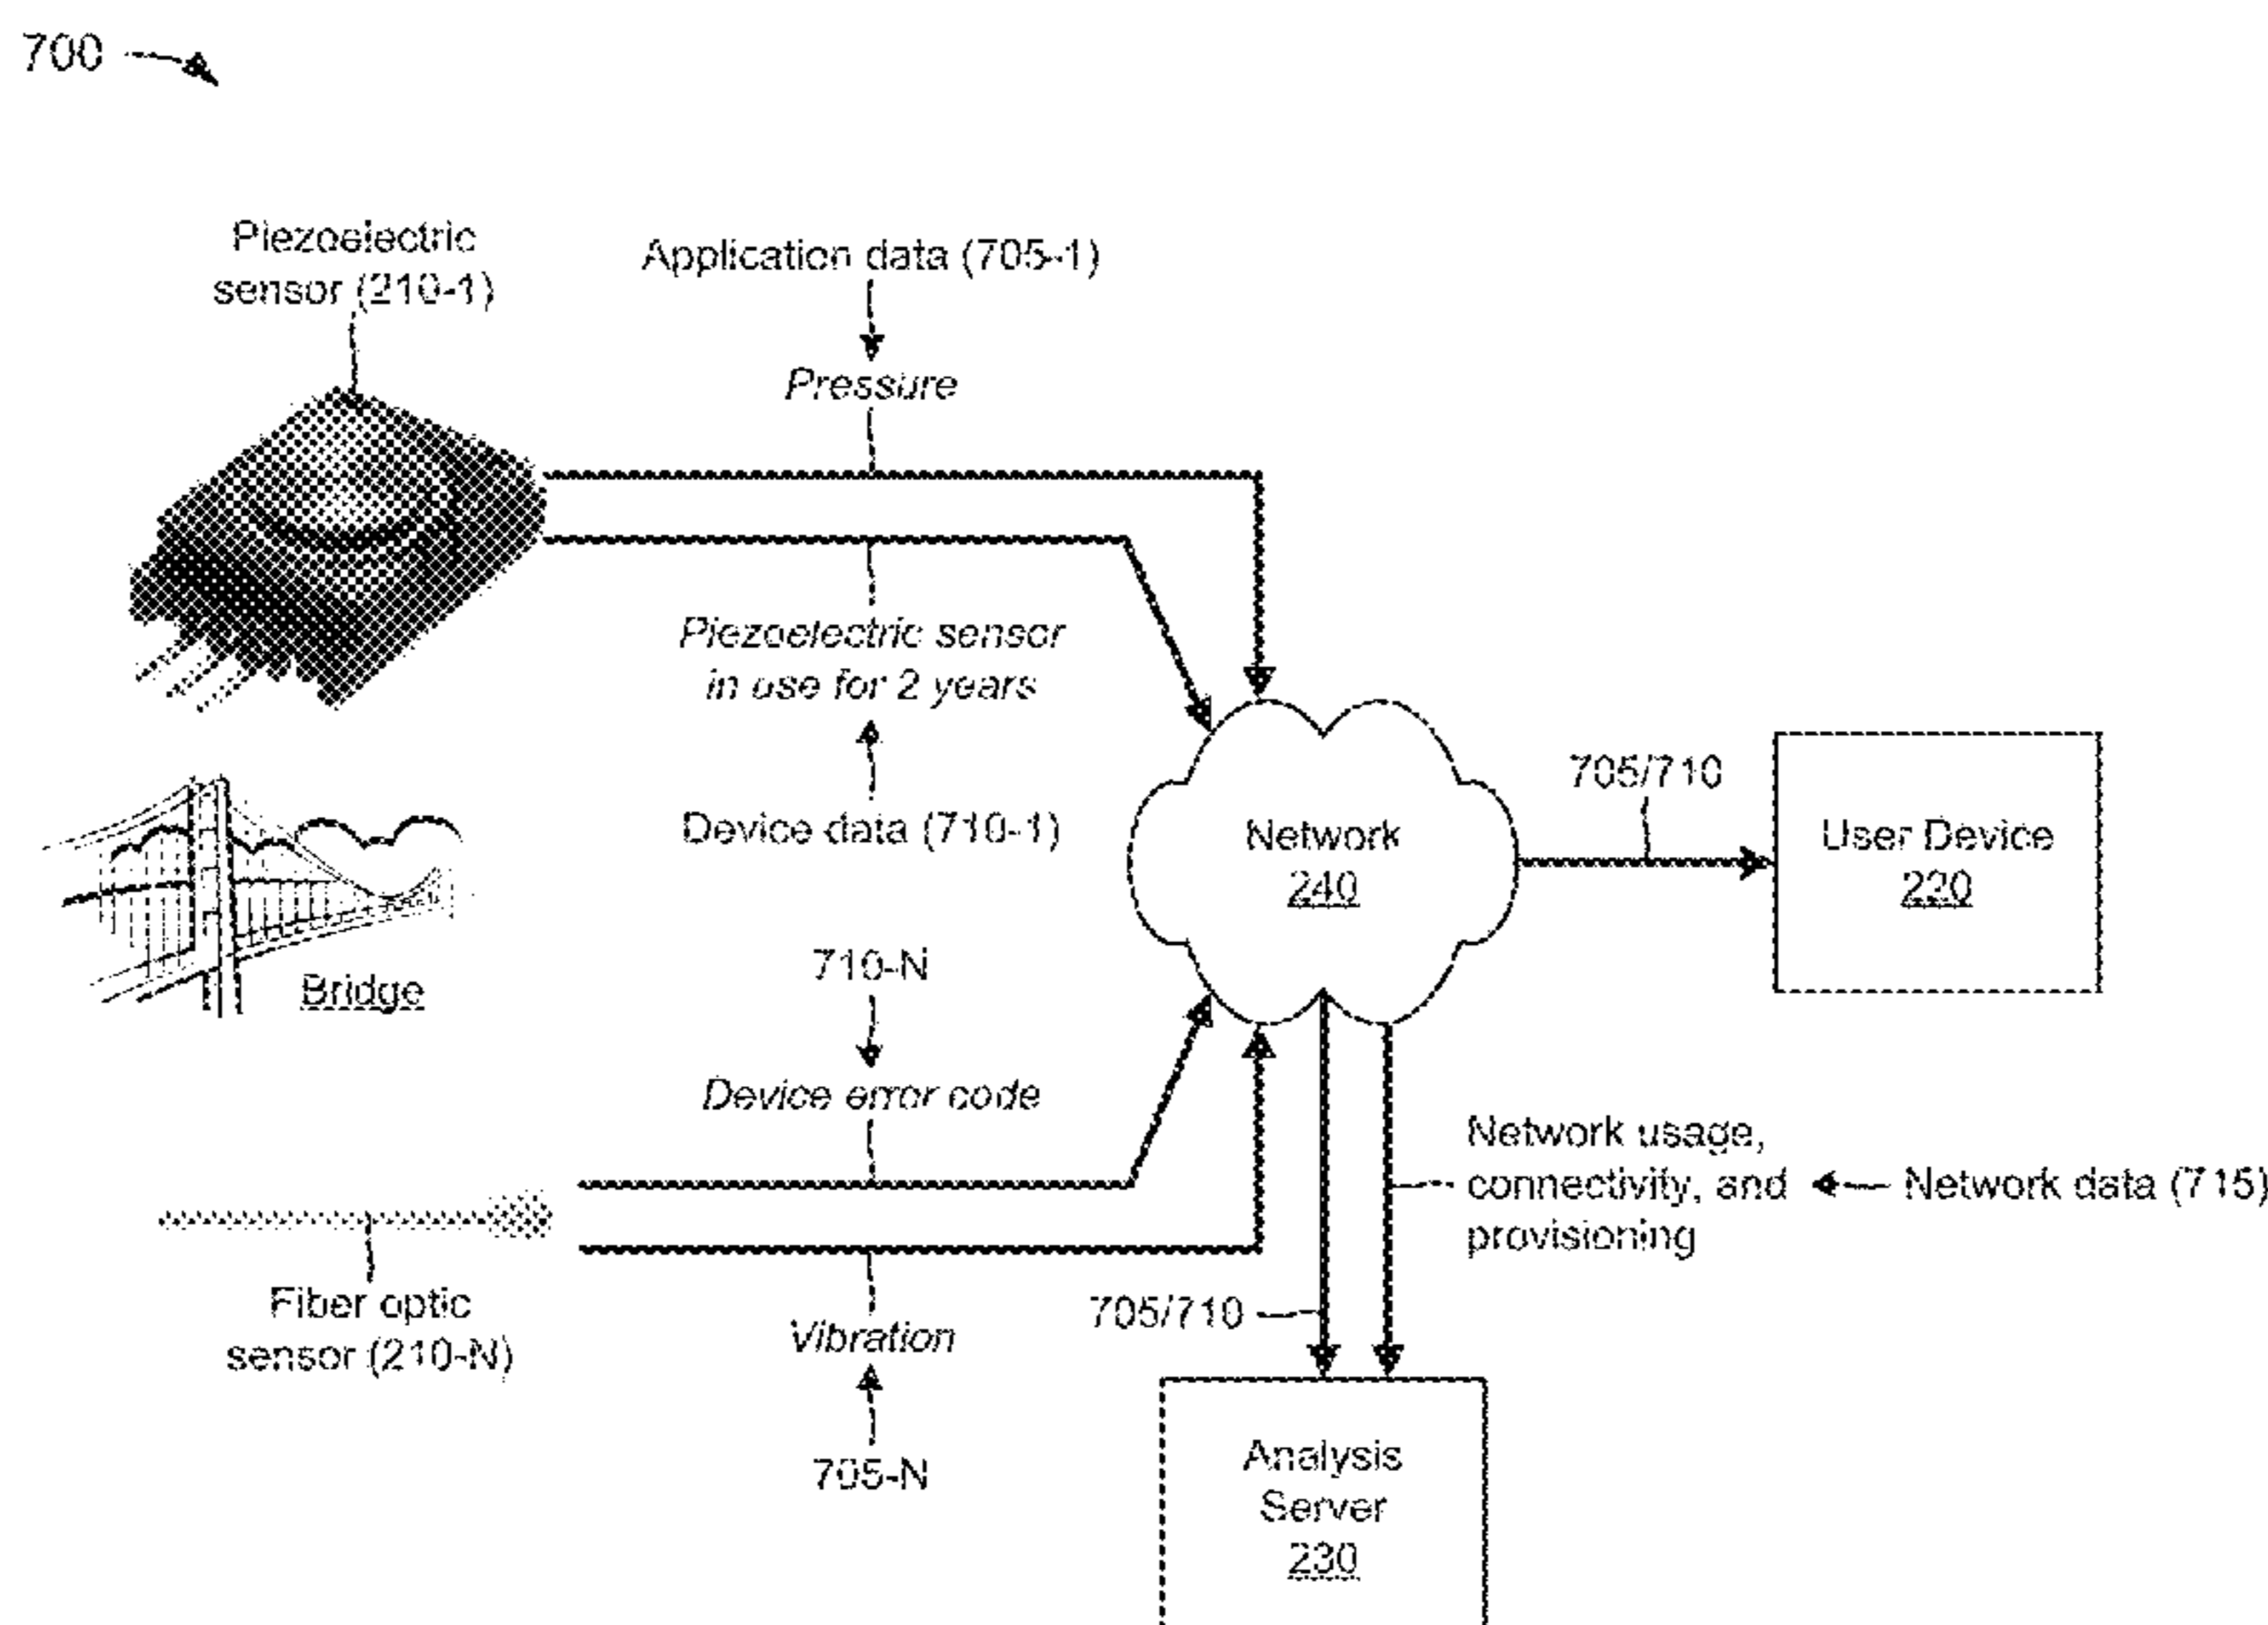 700
Piezoelectric
sensor (210-1)
Application data (705-1)
Pressure
Piezoelectric sensor
in use for 2 years
Device data (710-1)
Bridge
710-N
Device error code
Fiber optic
sensor (210-N)
Vibration
705-N
Network
240
705/710
User Device
220
Network usage,
connectivity, and
provisioning
Network data (715)
705/710
Analysis
Server
230